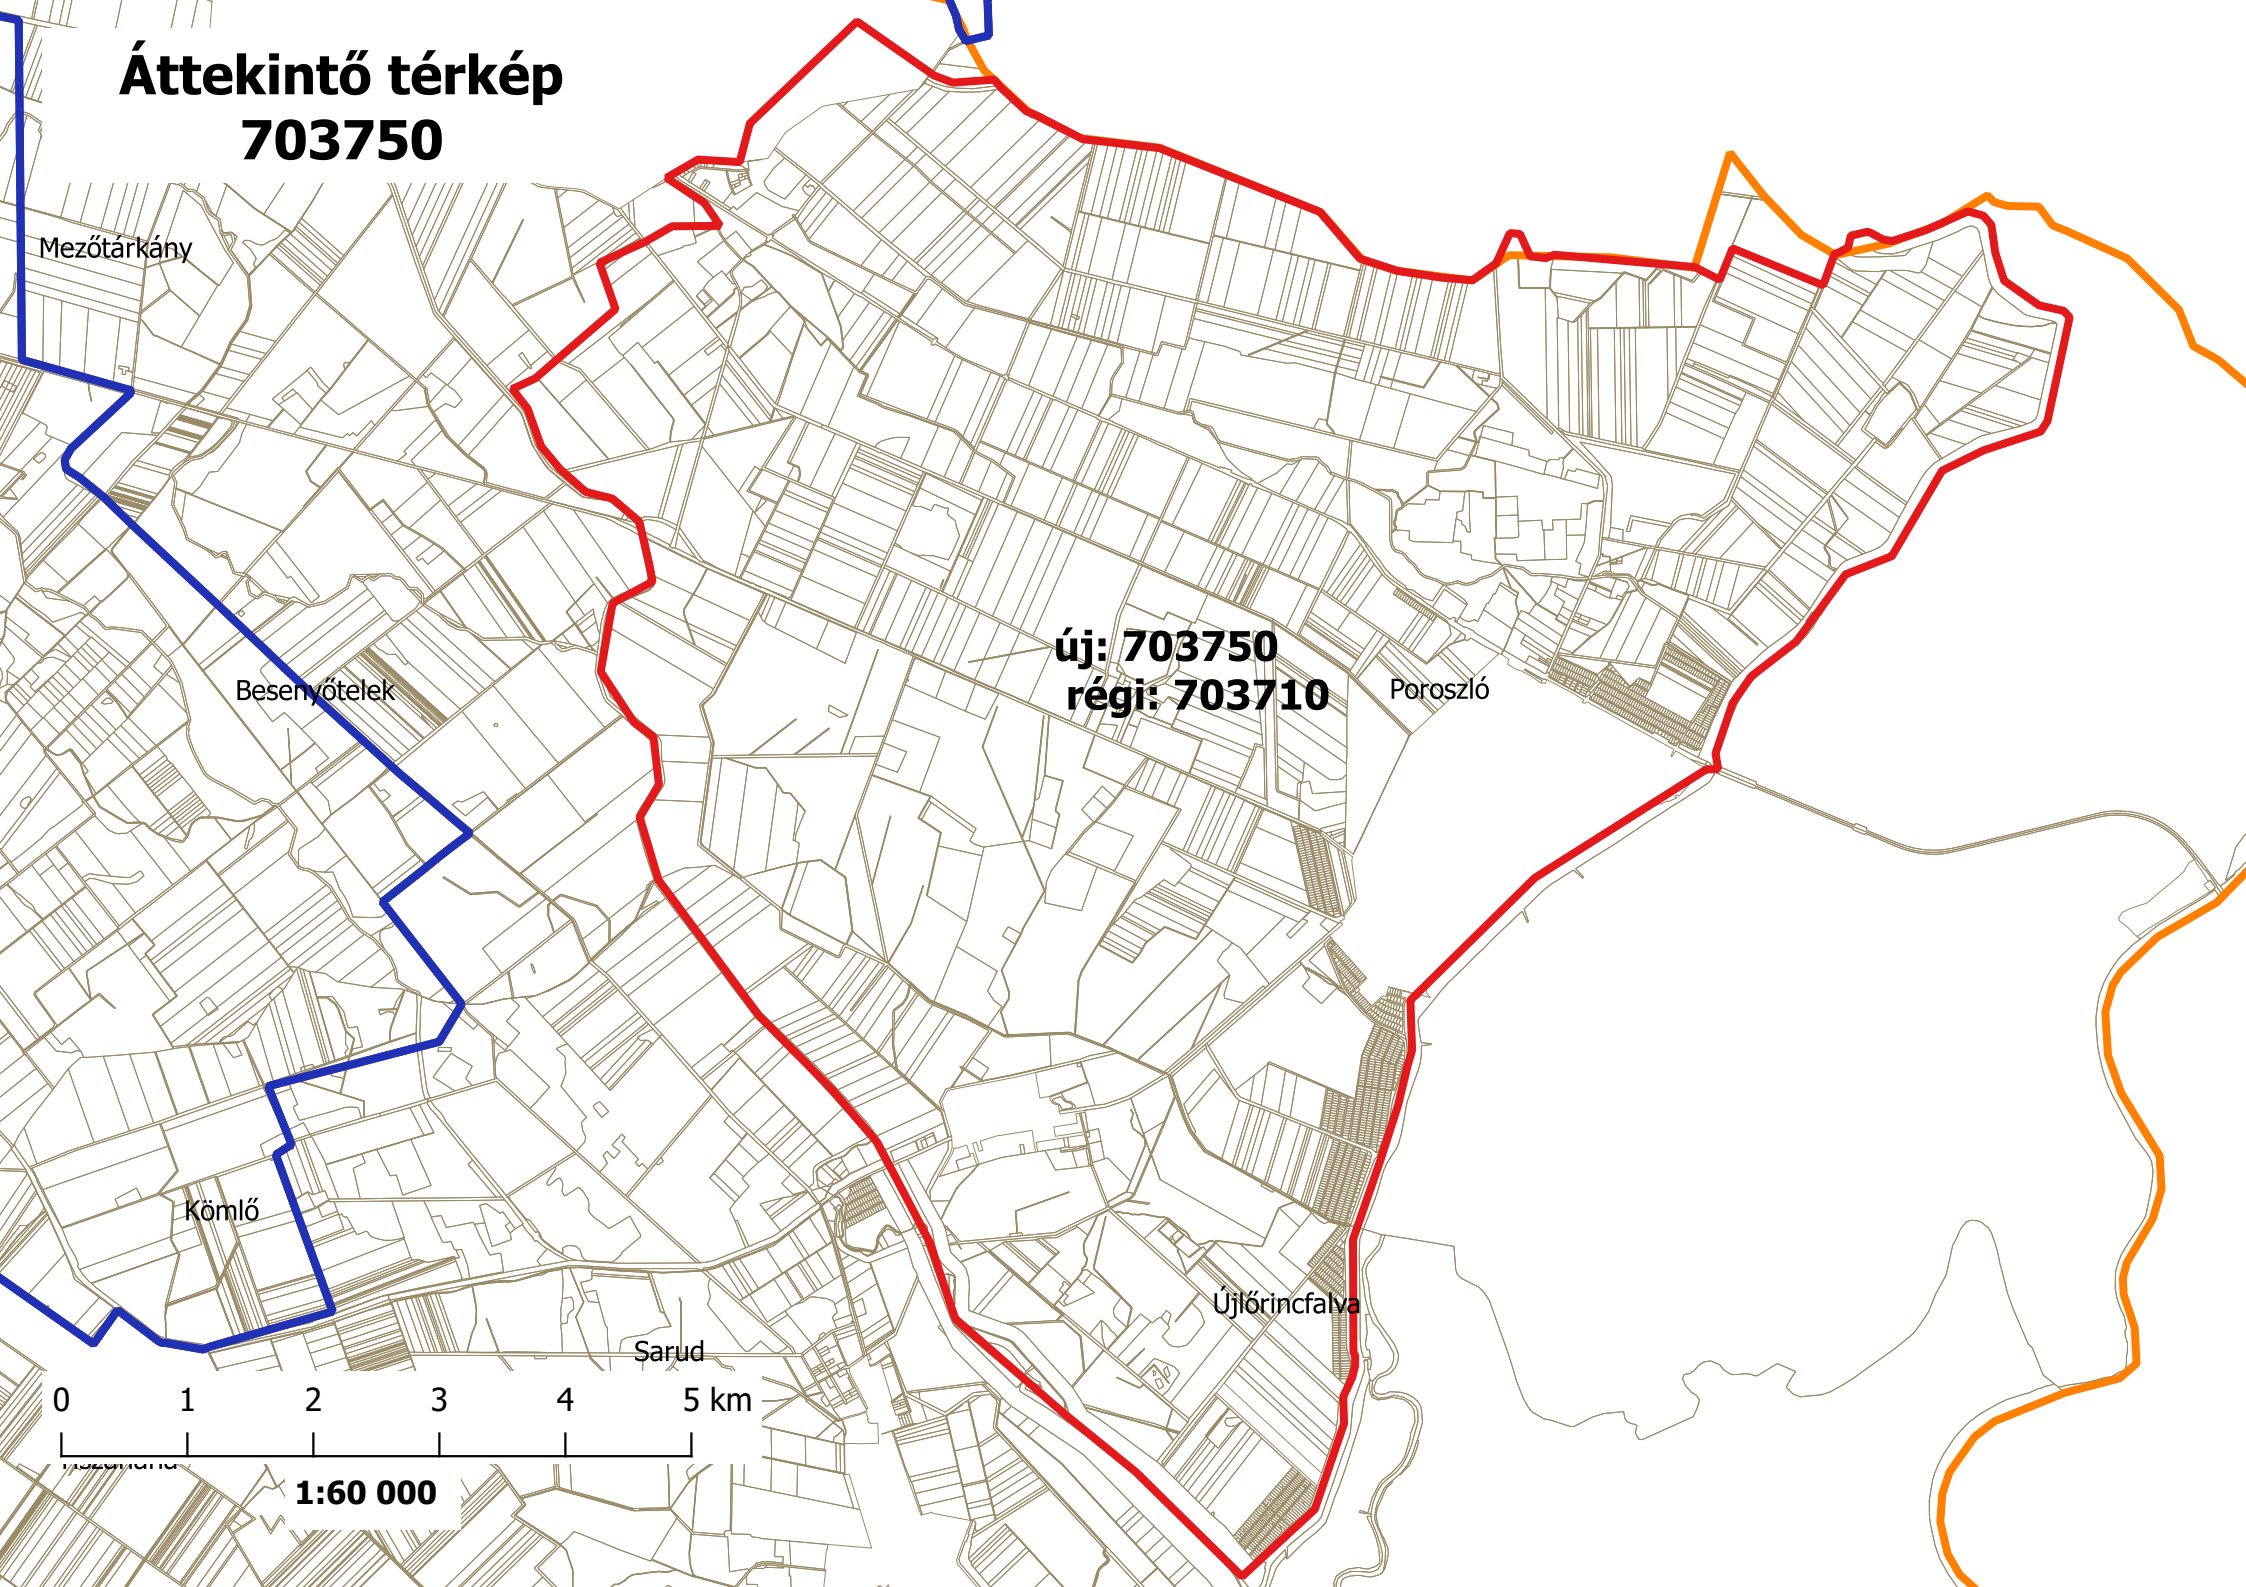 Áttekintő térkép
703750
Mezőtárkány
új: 703750
régi: 703710
Poroszló
Besenyőtelek
Kömlő
Újlőrincfalva
Sarud
0 1 2 3 4 5 km
1:60 000